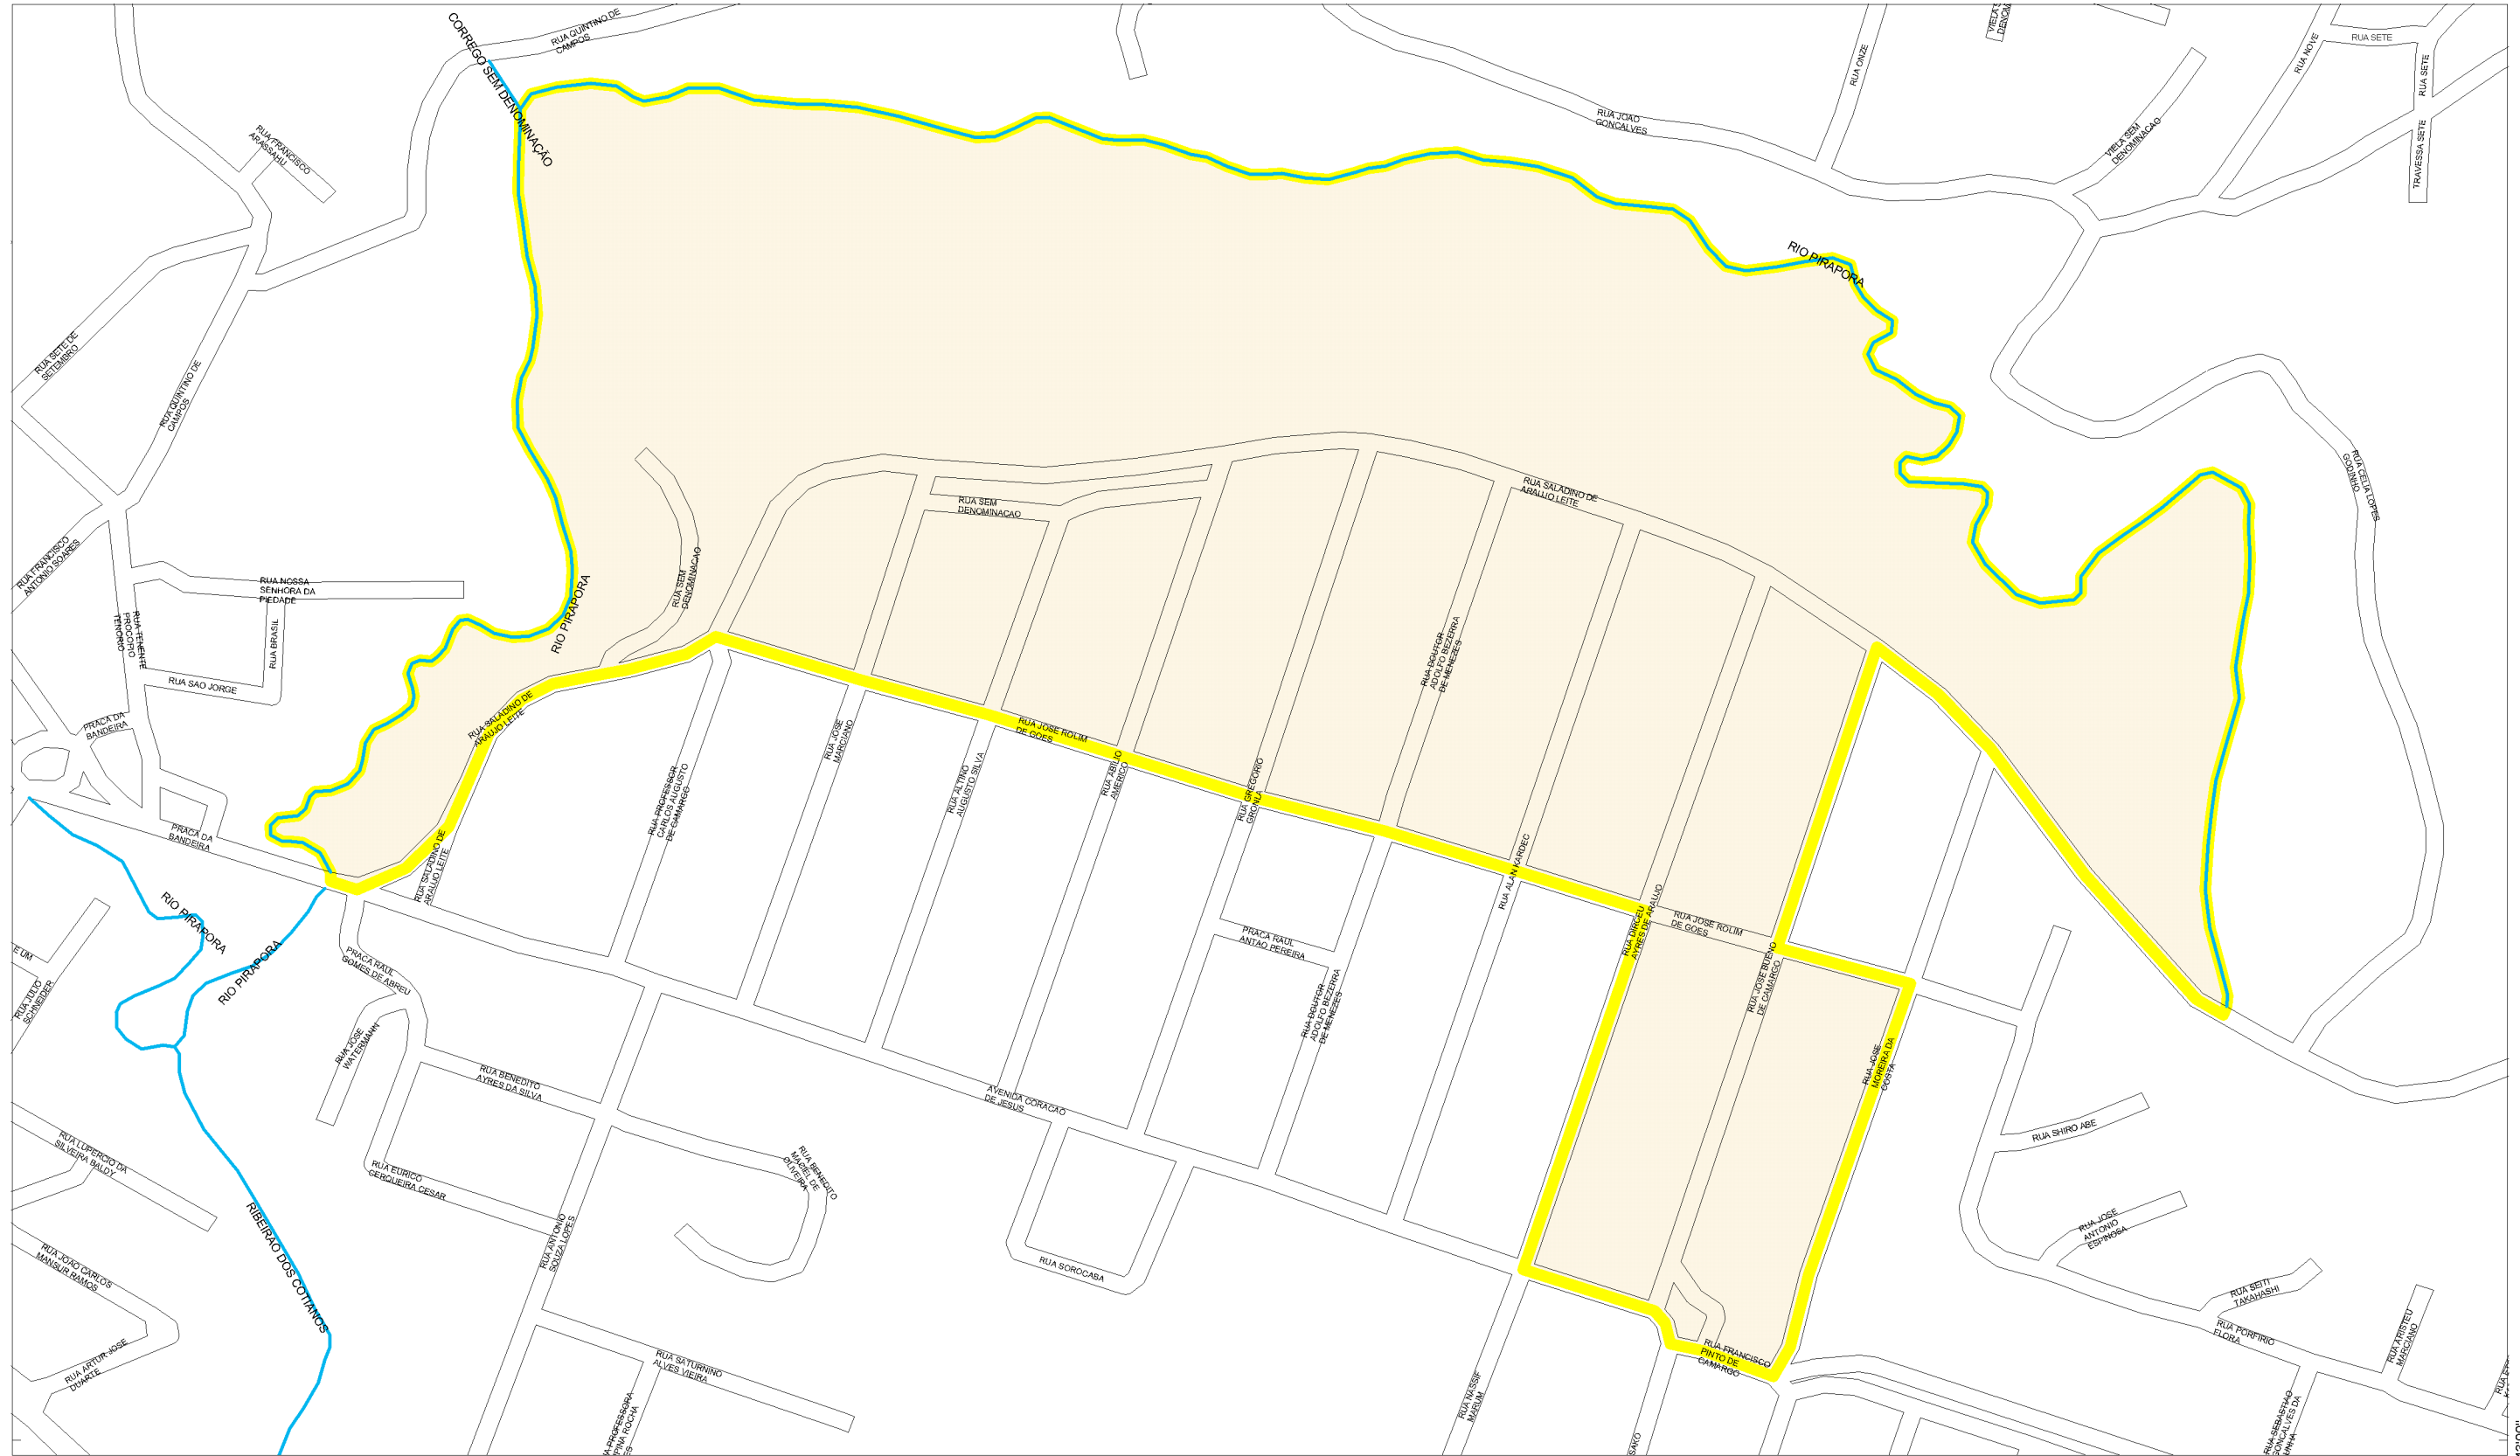 RUA QUINTINO DE
CAMPOS
CORREGO SEM DENOMINAÇÃO
RUA FRANCISCO
ARASSAHU
RUA JOAO
GONCALVES
RUA ONZE
VIELA SEM
DENOMINACAO
RUA NOVE
RUA SETE
RUA SETE
TRAVESSA SETE
RIO PIRAPORA
RUA SETE DE
SETEMBRO
RUA QUINTINO DE
CAMPOS
RUA CELIA LOPES
GODINHO
RUA SEM
DENOMINACAO
RUA SALADINO DE
ARAUJO LEITE
RUA FRANCISCO
ANTONIO SOARES
RUA NOSSA
SENHORA DA
PIEDADE
RUA TENENTE
PROCOPIO
TENORIO
RUA BRASIL
RUA SAO JORGE
RIO PIRAPORA
RUA SEM
DENOMINACAO
RUA DOUTOR
ADOLFO BEZERRA
DE MENEZES
PRACA DA
BANDEIRA
RUA SALADINO DE
ARAUJO LEITE
RUA JOSE
MARCIANO
RUA JOSE ROLIM
DE GOES
RUA PROFESSOR
CARLOS AUGUSTO
DE CAMARGO
RUA ALTINO
AUGUSTO SILVA
RUA ABILIO
AMERICO
RUA GREGORIO
GRONLA
PRACA DA
BANDEIRA
RUA SALADINO DE
ARAUJO LEITE
RUA ALAN KARDEC
RUA DIRCEU
AYRES DE ARAUJO
RUA JOSE ROLIM
DE GOES
RIO PIRAPORA
RIO PIRAPORA
E UM
RUA JULIO
SCHNEIDER
PRACA RAUL
GOMES DE ABREU
PRACA RAUL
ANTAO PEREIRA
RUA DOUTOR
ADOLFO BEZERRA
DE MENEZES
RUA JOSE BUENO
DE CAMARGO
RUA JOSE
WATERMANN
RUA BENEDITO
AYRES DA SILVA
AVENIDA CORACAO
DE JESUS
RUA JOSE
MOREIRA DA
COSTA
RUA SHIRO ABE
RUA LUPERCIO DA
SILVEIRA BALDY
RUA EURICO
CERQUEIRA CESAR
RUA BENEDITO
MACIEL DE
OLIVEIRA
RIBEIRAO DOS COTIANOS
RUA ANTONIO
SOUZA LOPES
RUA SOROCABA
RUA JOSE
ANTONIO
ESPINOSA
RUA JOAO CARLOS
MANSUR RAMOS
RUA SEITI
TAKAHASHI
RUA PORFIRIO
FLORA
RUA ARISTEU
MARCIANO
RUA ARTUR JOSE
DUARTE
RUA SATURNINO
ALVES VIEIRA
RUA FRANCISCO
PINTO DE
CAMARGO
RUA NASSIF
MARUM
SAKO
RUA SEBASTIAO
GONCALVES DA